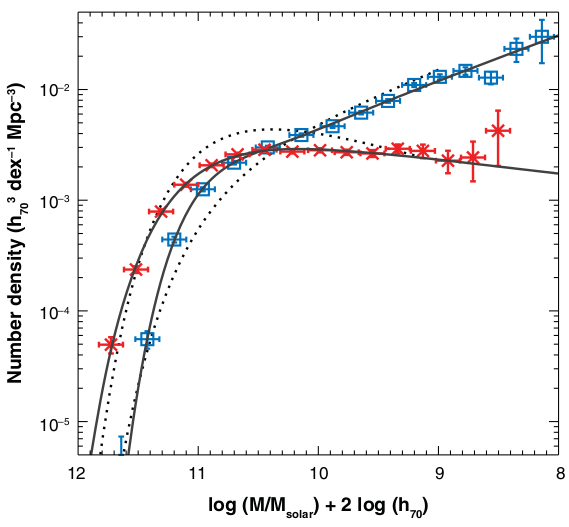 Number density (h₇₀³ dex⁻¹ Mpc⁻³)
10⁻²
10⁻³
10⁻⁴
10⁻⁵
12 11 10 9 8
log (M/Mₛₒₗₐᵣ) + 2 log (h₇₀)